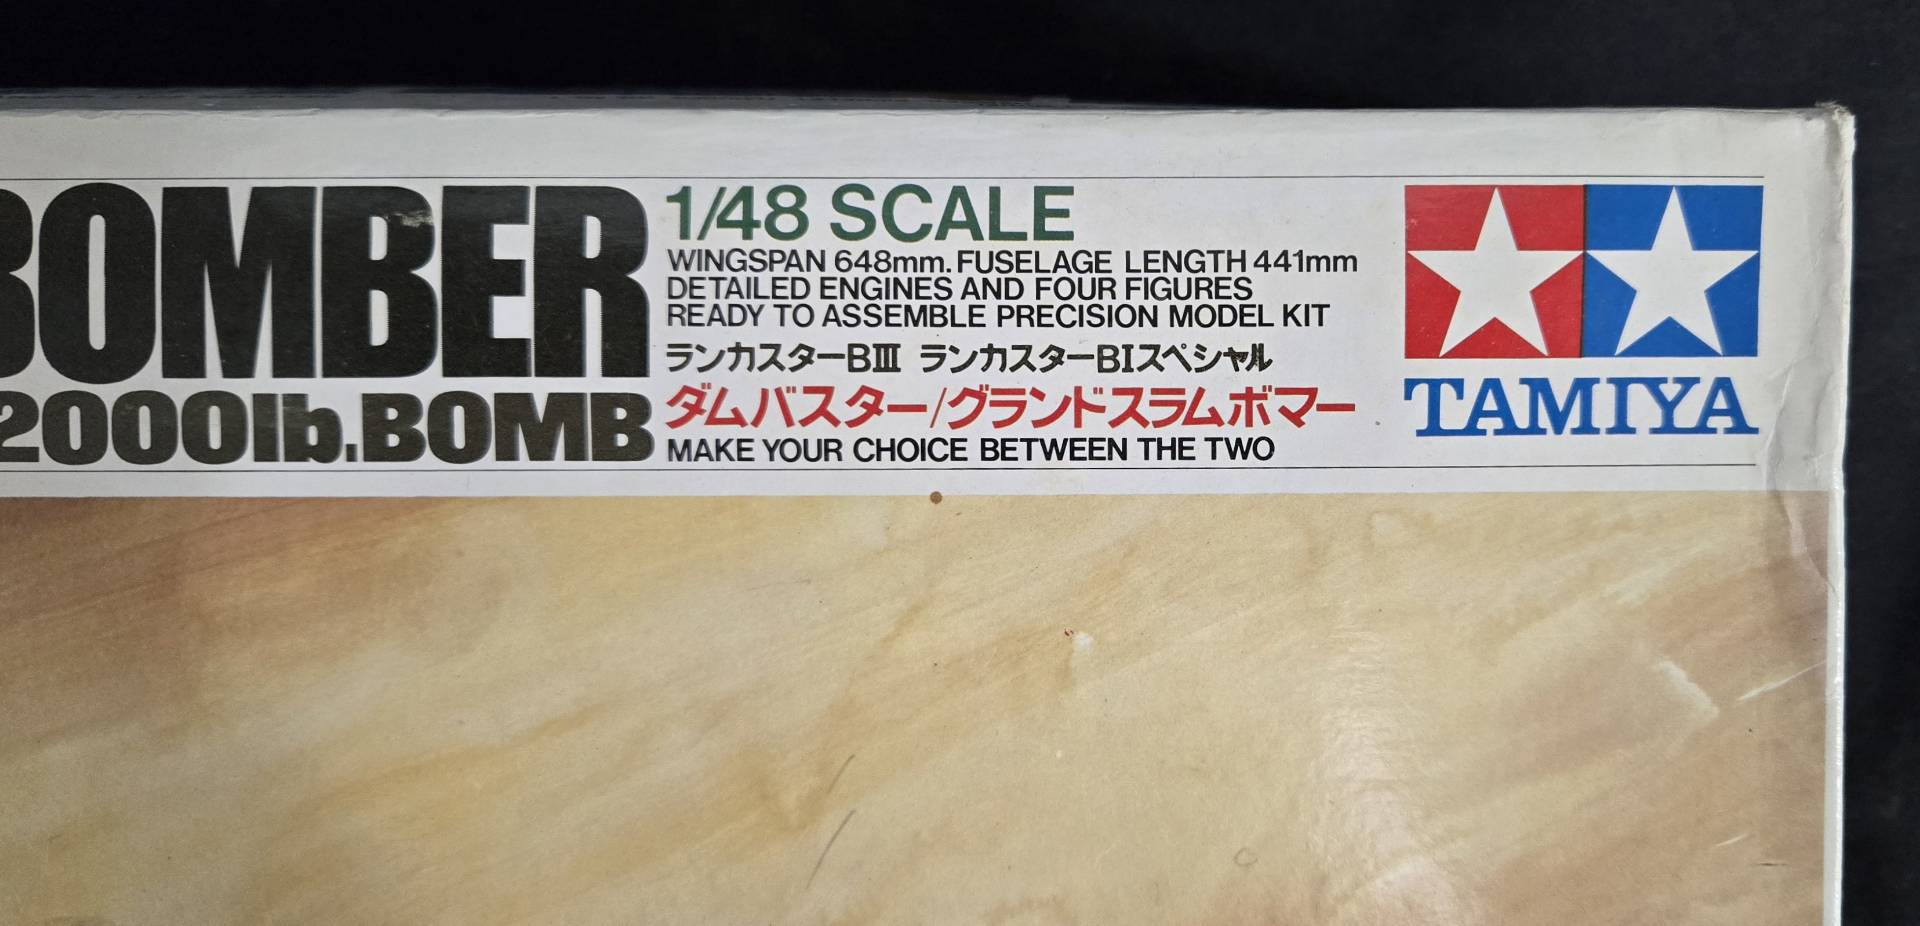 BOMBER
2000lb.BOMB
1/48 SCALE
WINGSPAN 648mm. FUSELAGE LENGTH 441mm
DETAILED ENGINES AND FOUR FIGURES
READY TO ASSEMBLE PRECISION MODEL KIT
ランカスターBⅢ ランカスターBIスペシャル
ダムバスター/グランドスラムボマー
MAKE YOUR CHOICE BETWEEN THE TWO
TAMIYA